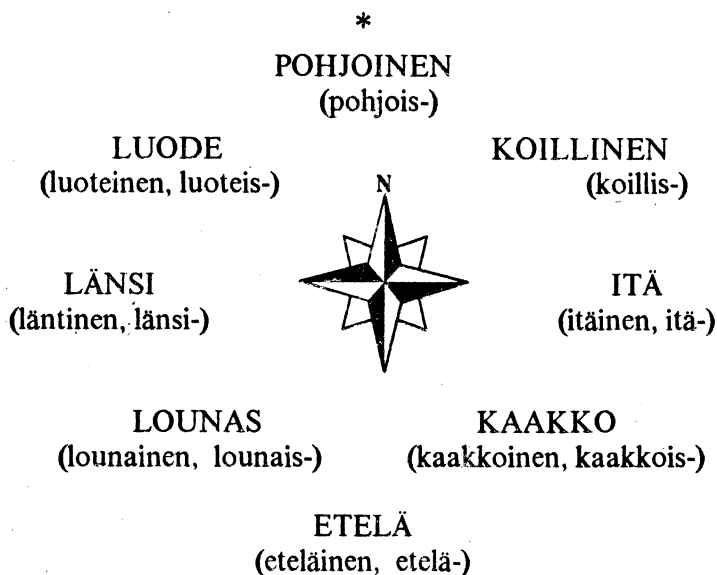 *
POHJOINEN
(pohjois-)
LUODE
(luoteinen, luoteis-)
KOILLINEN
(koillis-)
N
LÄNSI
(läntinen, länsi-)
ITÄ
(itäinen, itä-)
LOUNAS
(lounainen, lounais-)
KAAKKO
(kaakkoinen, kaakkois-)
ETELÄ
(eteläinen, etelä-)